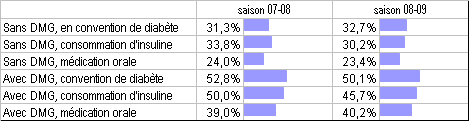 saison 07-08 saison 08-09
Sans DMG, en convention de diabète 31,3% 32,7%
Sans DMG, consommation d'insuline 33,8% 30,2%
Sans DMG, médication orale 24,0% 23,4%
Avec DMG, convention de diabète 52,8% 50,1%
Avec DMG, consommation d'insuline 50,0% 45,7%
Avec DMG, médication orale 39,0% 40,2%